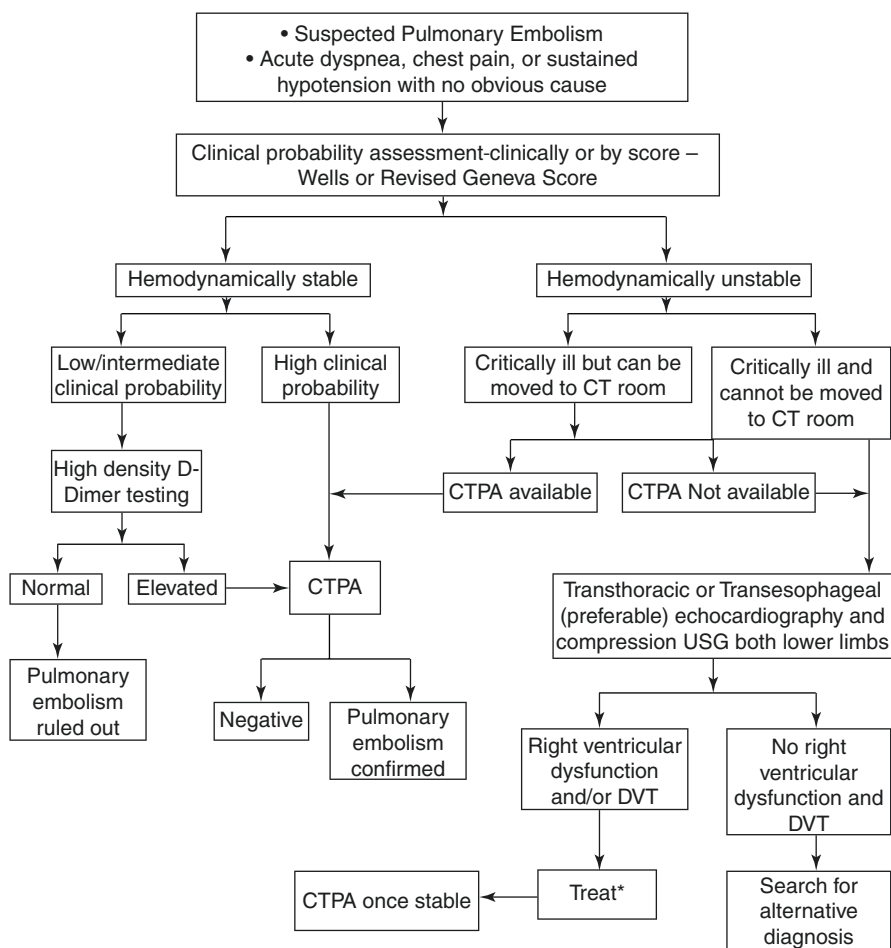 • Suspected Pulmonary Embolism
• Acute dyspnea, chest pain, or sustained
hypotension with no obvious cause
Clinical probability assessment-clinically or by score –
Wells or Revised Geneva Score
Hemodynamically stable
Hemodynamically unstable
Low/intermediate
clinical probability
High clinical
probability
Critically ill but can be
moved to CT room
Critically ill and
cannot be moved
to CT room
High density D-
Dimer testing
CTPA available
CTPA Not available
Normal
Elevated
CTPA
Transthoracic or Transesophageal
(preferable) echocardiography and
compression USG both lower limbs
Pulmonary
embolism
ruled out
Negative
Pulmonary
embolism
confirmed
Right ventricular
dysfunction
and/or DVT
No right
ventricular
dysfunction and
DVT
CTPA once stable
Treat*
Search for
alternative
diagnosis